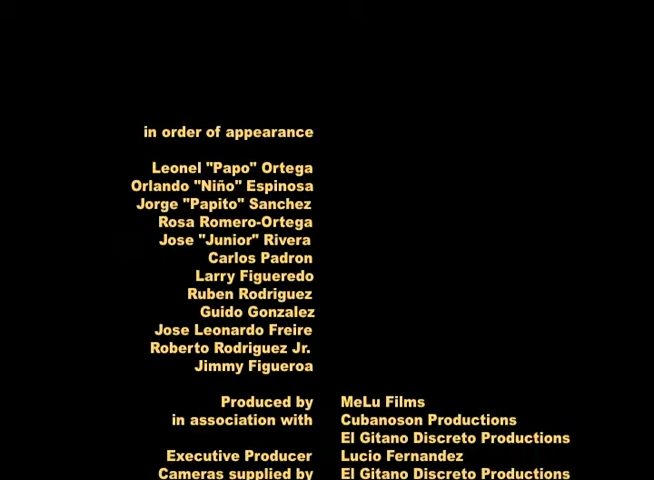 in order of appearance
Leonel "Papo" Ortega
Orlando "Niño" Espinosa
Jorge "Papito" Sanchez
Rosa Romero-Ortega
Jose "Junior" Rivera
Carlos Padron
Larry Figueredo
Ruben Rodriguez
Guido Gonzalez
Jose Leonardo Freire
Roberto Rodriguez Jr.
Jimmy Figueroa
Produced by MeLu Films
in association with Cubanoson Productions
El Gitano Discreto Productions
Executive Producer Lucio Fernandez
Cameras supplied by El Gitano Discreto Productions